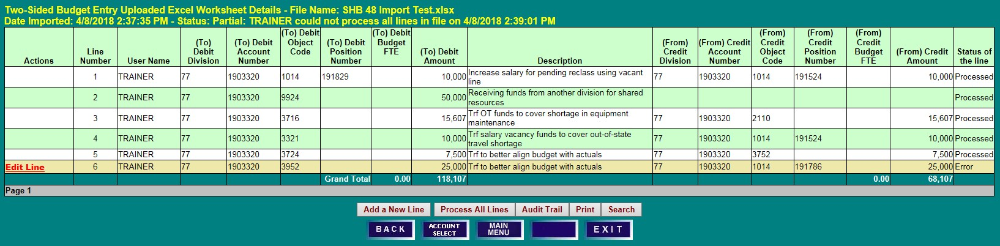 Two-Sided Budget Entry Uploaded Excel Worksheet Details - File Name: SHB 48 Import Test.xlsx
Date Imported: 4/8/2018 2:37:35 PM - Status: Partial: TRAINER could not process all lines in file on 4/8/2018 2:39:01 PM
Actions Line Number User Name (To) Debit Division (To) Debit Account Number (To) Debit Object Code (To) Debit Position Number (To) Debit Budget FTE (To) Debit Amount Description (From) Credit Division (From) Credit Account Number (From) Credit Object Code (From) Credit Position Number (From) Credit Budget FTE (From) Credit Amount Status of the line
1 TRAINER 77 1903320 1014 191829 10,000 Increase salary for pending reclass using vacant line 77 1903320 1014 191524 10,000 Processed
2 TRAINER 77 1903320 9924 50,000 Receiving funds from another division for shared resources Processed
3 TRAINER 77 1903320 3716 15,607 Trf OT funds to cover shortage in equipment maintenance 77 1903320 2110 15,607 Processed
4 TRAINER 77 1903320 3321 10,000 Trf salary vacancy funds to cover out-of-state travel shortage 77 1903320 1014 191524 10,000 Processed
5 TRAINER 77 1903320 3724 7,500 Trf to better align budget with actuals 77 1903320 3752 7,500 Processed
Edit Line 6 TRAINER 77 1903320 3952 25,000 Trf to better align budget with actuals 77 1903320 1014 191786 25,000 Error
Grand Total 0.00 118,107 0.00 68,107
Page 1
Add a New Line Process All Lines Audit Trail Print Search
BACK ACCOUNT SELECT MAIN MENU EXIT